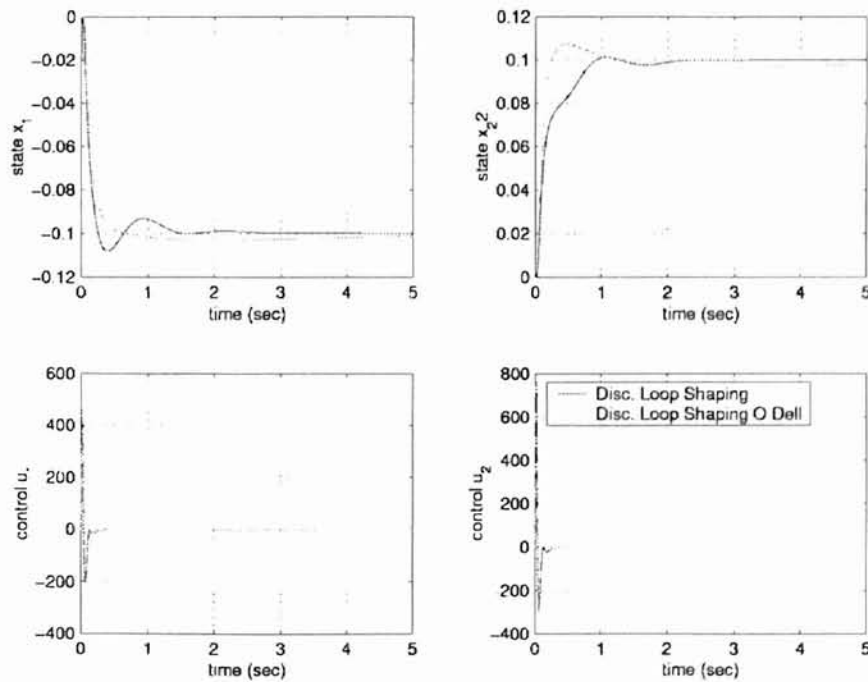 0
−0.02
−0.04
−0.06
−0.08
−0.1
−0.12
state x₁
0 1 2 3 4 5
time (sec)
0.12
0.1
0.08
0.06
0.04
0.02
0
state x₂2
0 1 2 3 4 5
time (sec)
600
400
200
0
−200
−400
control u.
0 1 2 3 4 5
time (sec)
800
600
400
200
0
−200
−400
control u₂
Disc. Loop Shaping
Disc. Loop Shaping O Dell
0 1 2 3 4 5
time (sec)